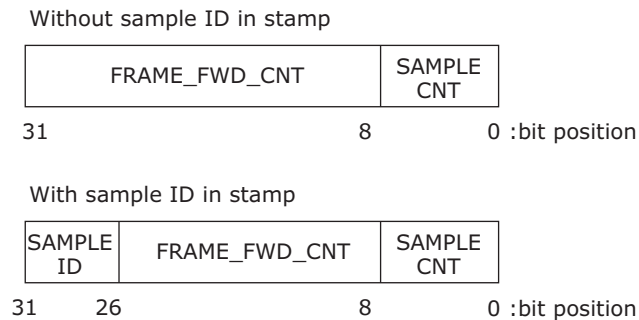 Without sample ID in stamp
FRAME_FWD_CNT
SAMPLE
CNT
31 8 0 :bit position
With sample ID in stamp
SAMPLE
ID
FRAME_FWD_CNT
SAMPLE
CNT
31 26 8 0 :bit position